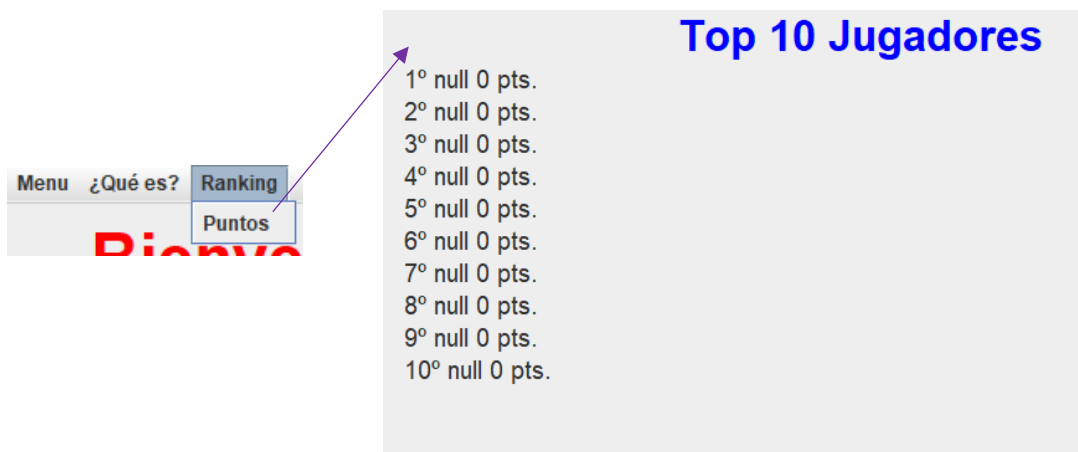 Menu ¿Qué es? Ranking
Puntos
Top 10 Jugadores
1º null 0 pts.
2º null 0 pts.
3º null 0 pts.
4º null 0 pts.
5º null 0 pts.
6º null 0 pts.
7º null 0 pts.
8º null 0 pts.
9º null 0 pts.
10º null 0 pts.